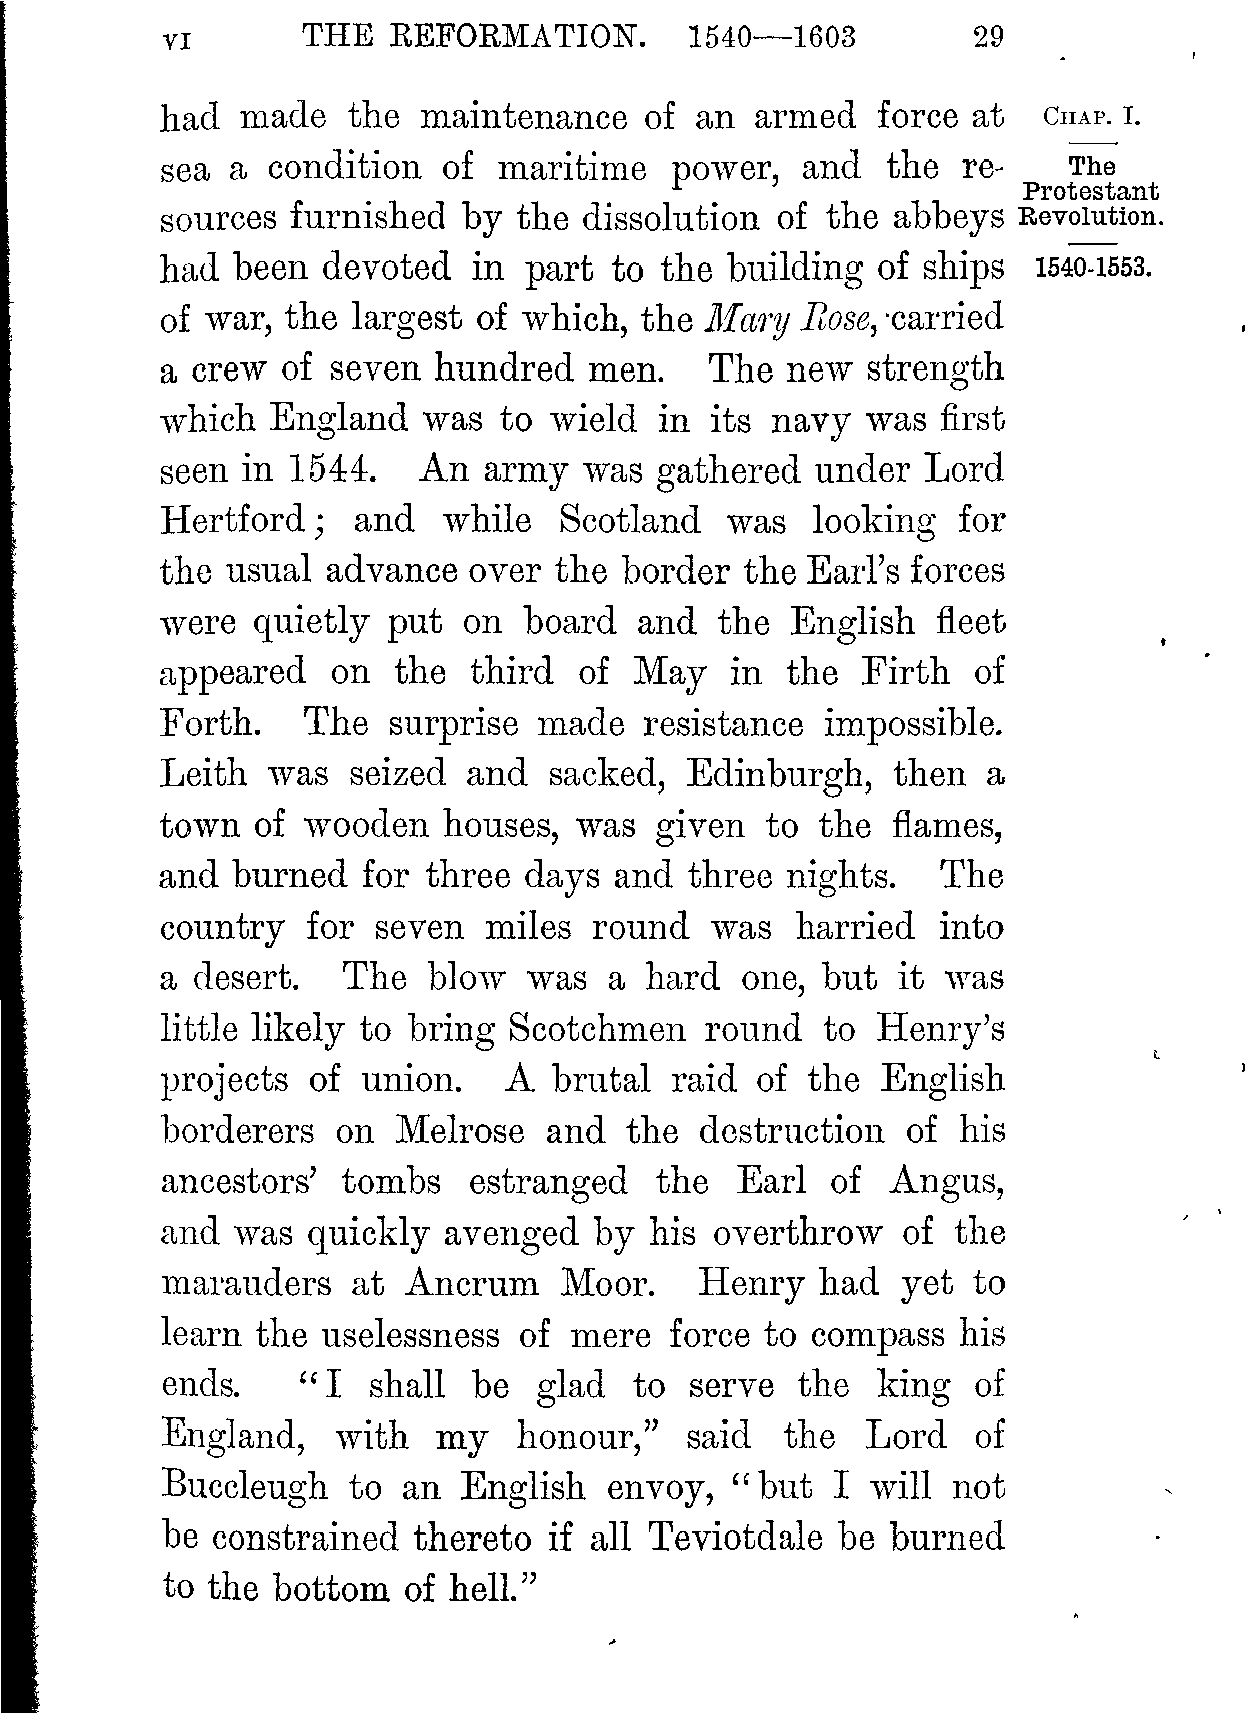 VI THE REFORMATION. 1540—1603 29
CHAP. I.
The
Protestant
Revolution.
1540-1553.
had made the maintenance of an armed force at
sea a condition of maritime power, and the re-
sources furnished by the dissolution of the abbeys
had been devoted in part to the building of ships
of war, the largest of which, the Mary Rose, carried
a crew of seven hundred men. The new strength
which England was to wield in its navy was first
seen in 1544. An army was gathered under Lord
Hertford; and while Scotland was looking for
the usual advance over the border the Earl's forces
were quietly put on board and the English fleet
appeared on the third of May in the Firth of
Forth. The surprise made resistance impossible.
Leith was seized and sacked, Edinburgh, then a
town of wooden houses, was given to the flames,
and burned for three days and three nights. The
country for seven miles round was harried into
a desert. The blow was a hard one, but it was
little likely to bring Scotchmen round to Henry's
projects of union. A brutal raid of the English
borderers on Melrose and the destruction of his
ancestors' tombs estranged the Earl of Angus,
and was quickly avenged by his overthrow of the
marauders at Ancrum Moor. Henry had yet to
learn the uselessness of mere force to compass his
ends. "I shall be glad to serve the king of
England, with my honour," said the Lord of
Buccleugh to an English envoy, "but I will not
be constrained thereto if all Teviotdale be burned
to the bottom of hell."